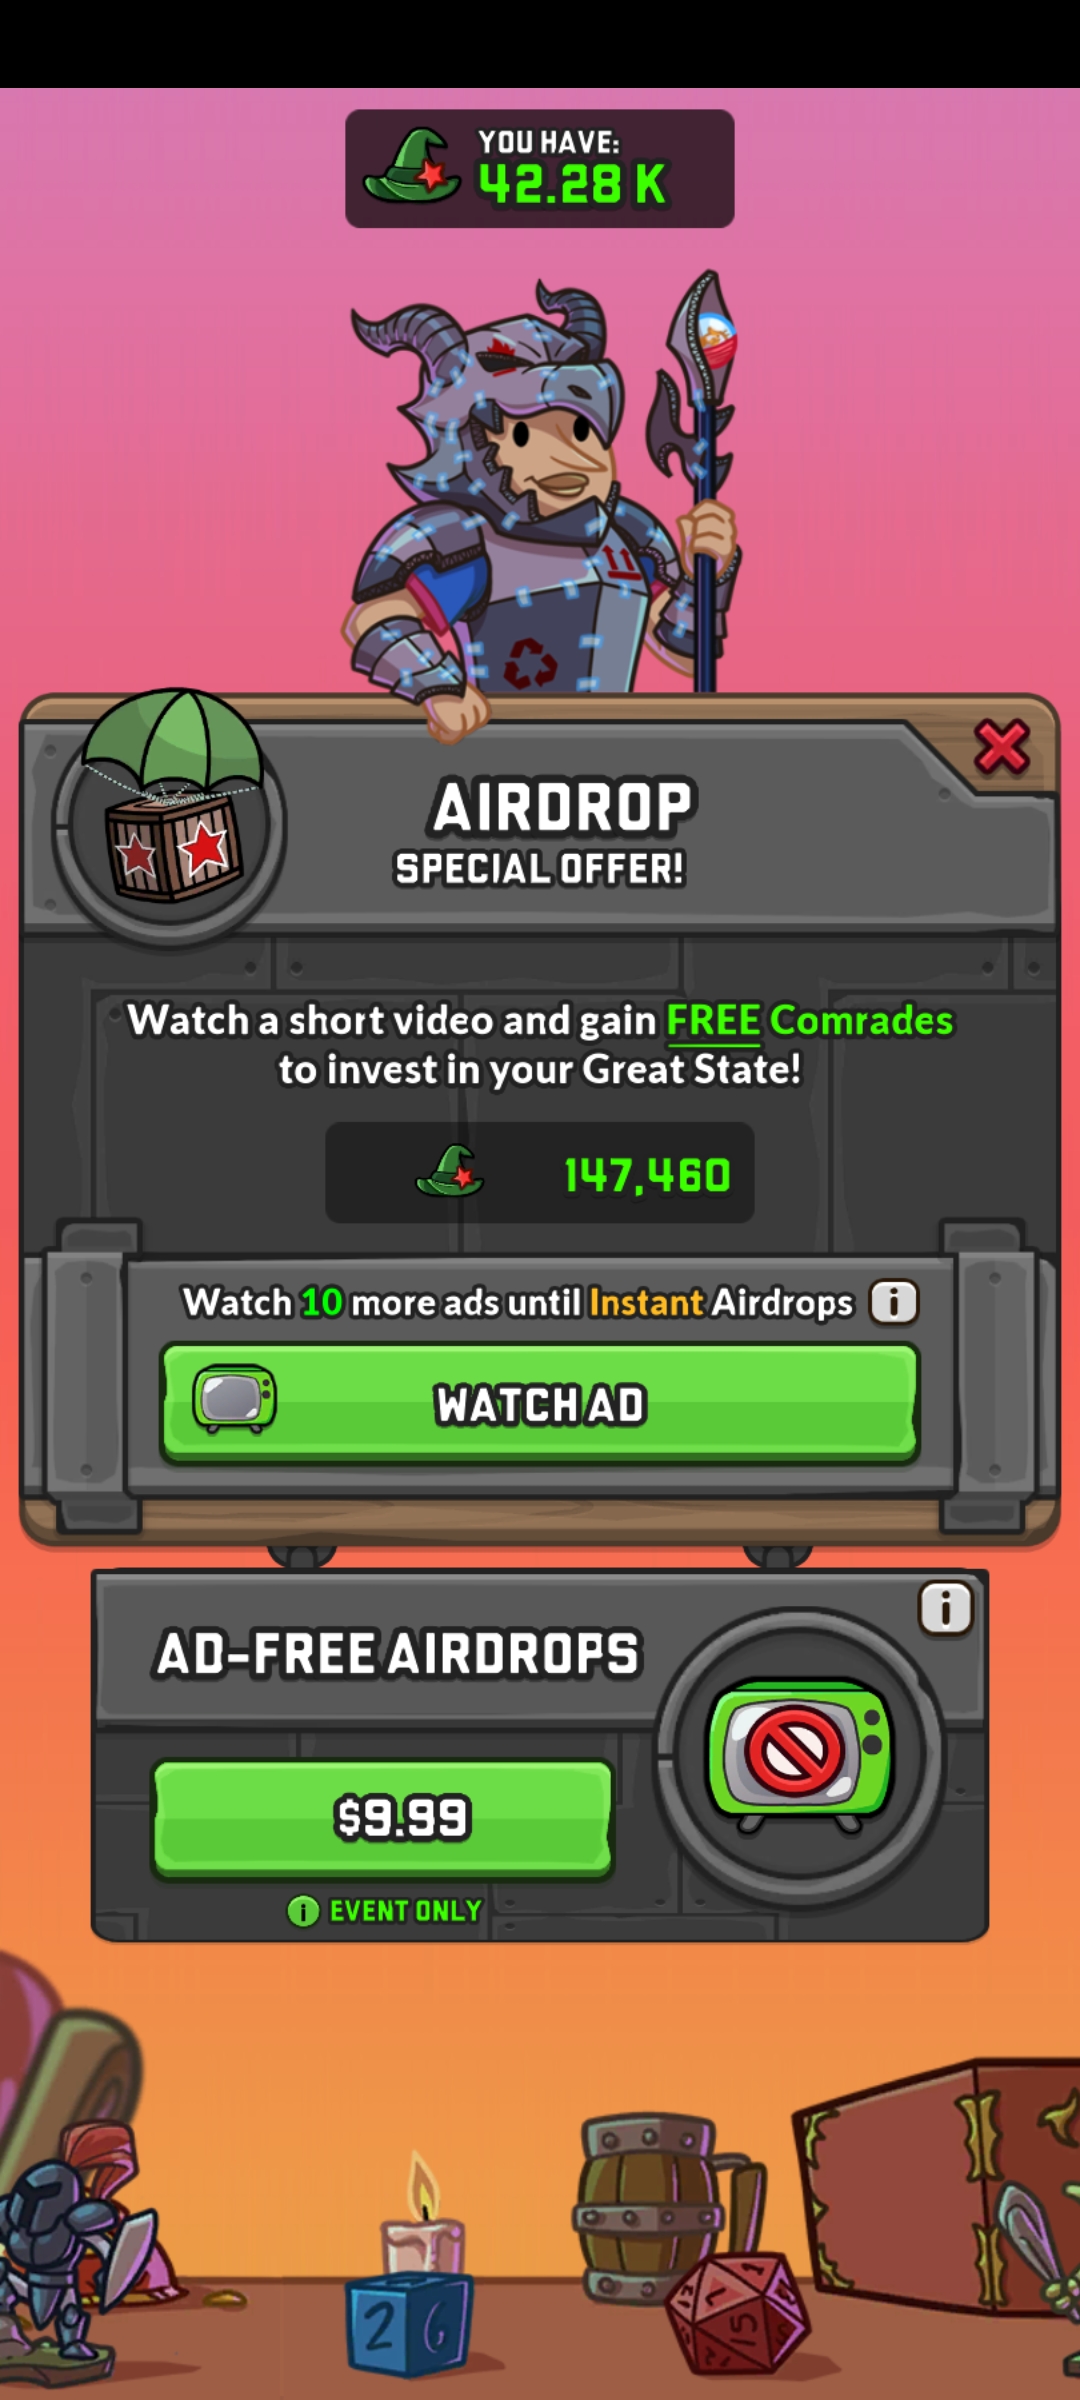 YOU HAVE:
42.28 K
AIRDROP
SPECIAL OFFER!
Watch a short video and gain FREE Comrades
to invest in your Great State!
147,460
Watch 10 more ads until Instant Airdrops
i
WATCH AD
i
AD-FREE AIRDROPS
$9.99
i EVENT ONLY
2 6
15